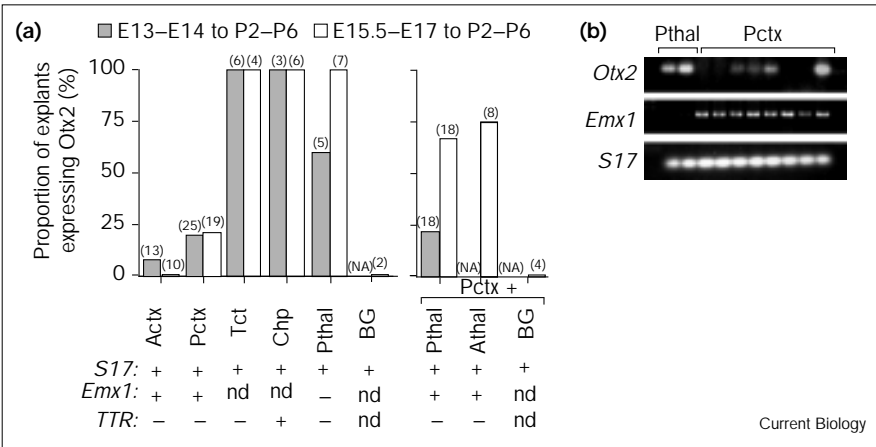 (a) E13–E14 to P2–P6 E15.5–E17 to P2–P6
Proportion of explants
expressing Otx2 (%)
100
75
50
25
0
(13) (10) (25) (19) (6) (4) (3) (6) (5) (7) (NA) (2)
(18) (18) (NA) (8) (NA) (4)
Pctx +
Actx Pctx Tct Chp Pthal BG Pthal Athal BG
S17: + + + + + + + + +
Emx1: + + nd nd – nd + + nd
TTR: – – – + – nd – – nd
(b) Pthal Pctx
Otx2
Emx1
S17
Current Biology